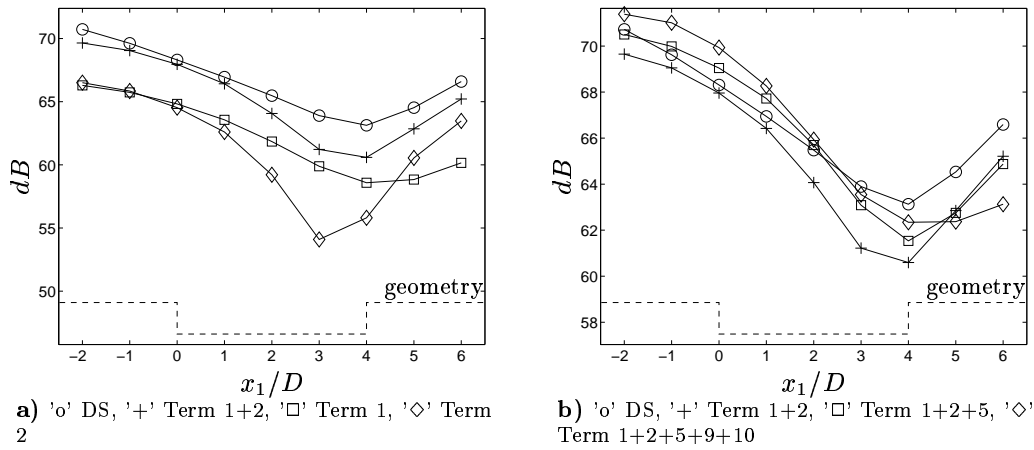 70
65
60
55
50
dB
geometry
−2 −1 0 1 2 3 4 5 6
x₁/D
a) 'o' DS, '+' Term 1+2, '□' Term 1, '◇' Term
2
70
68
66
64
62
60
58
dB
geometry
−2 −1 0 1 2 3 4 5 6
x₁/D
b) 'o' DS, '+' Term 1+2, '□' Term 1+2+5, '◇'
Term 1+2+5+9+10